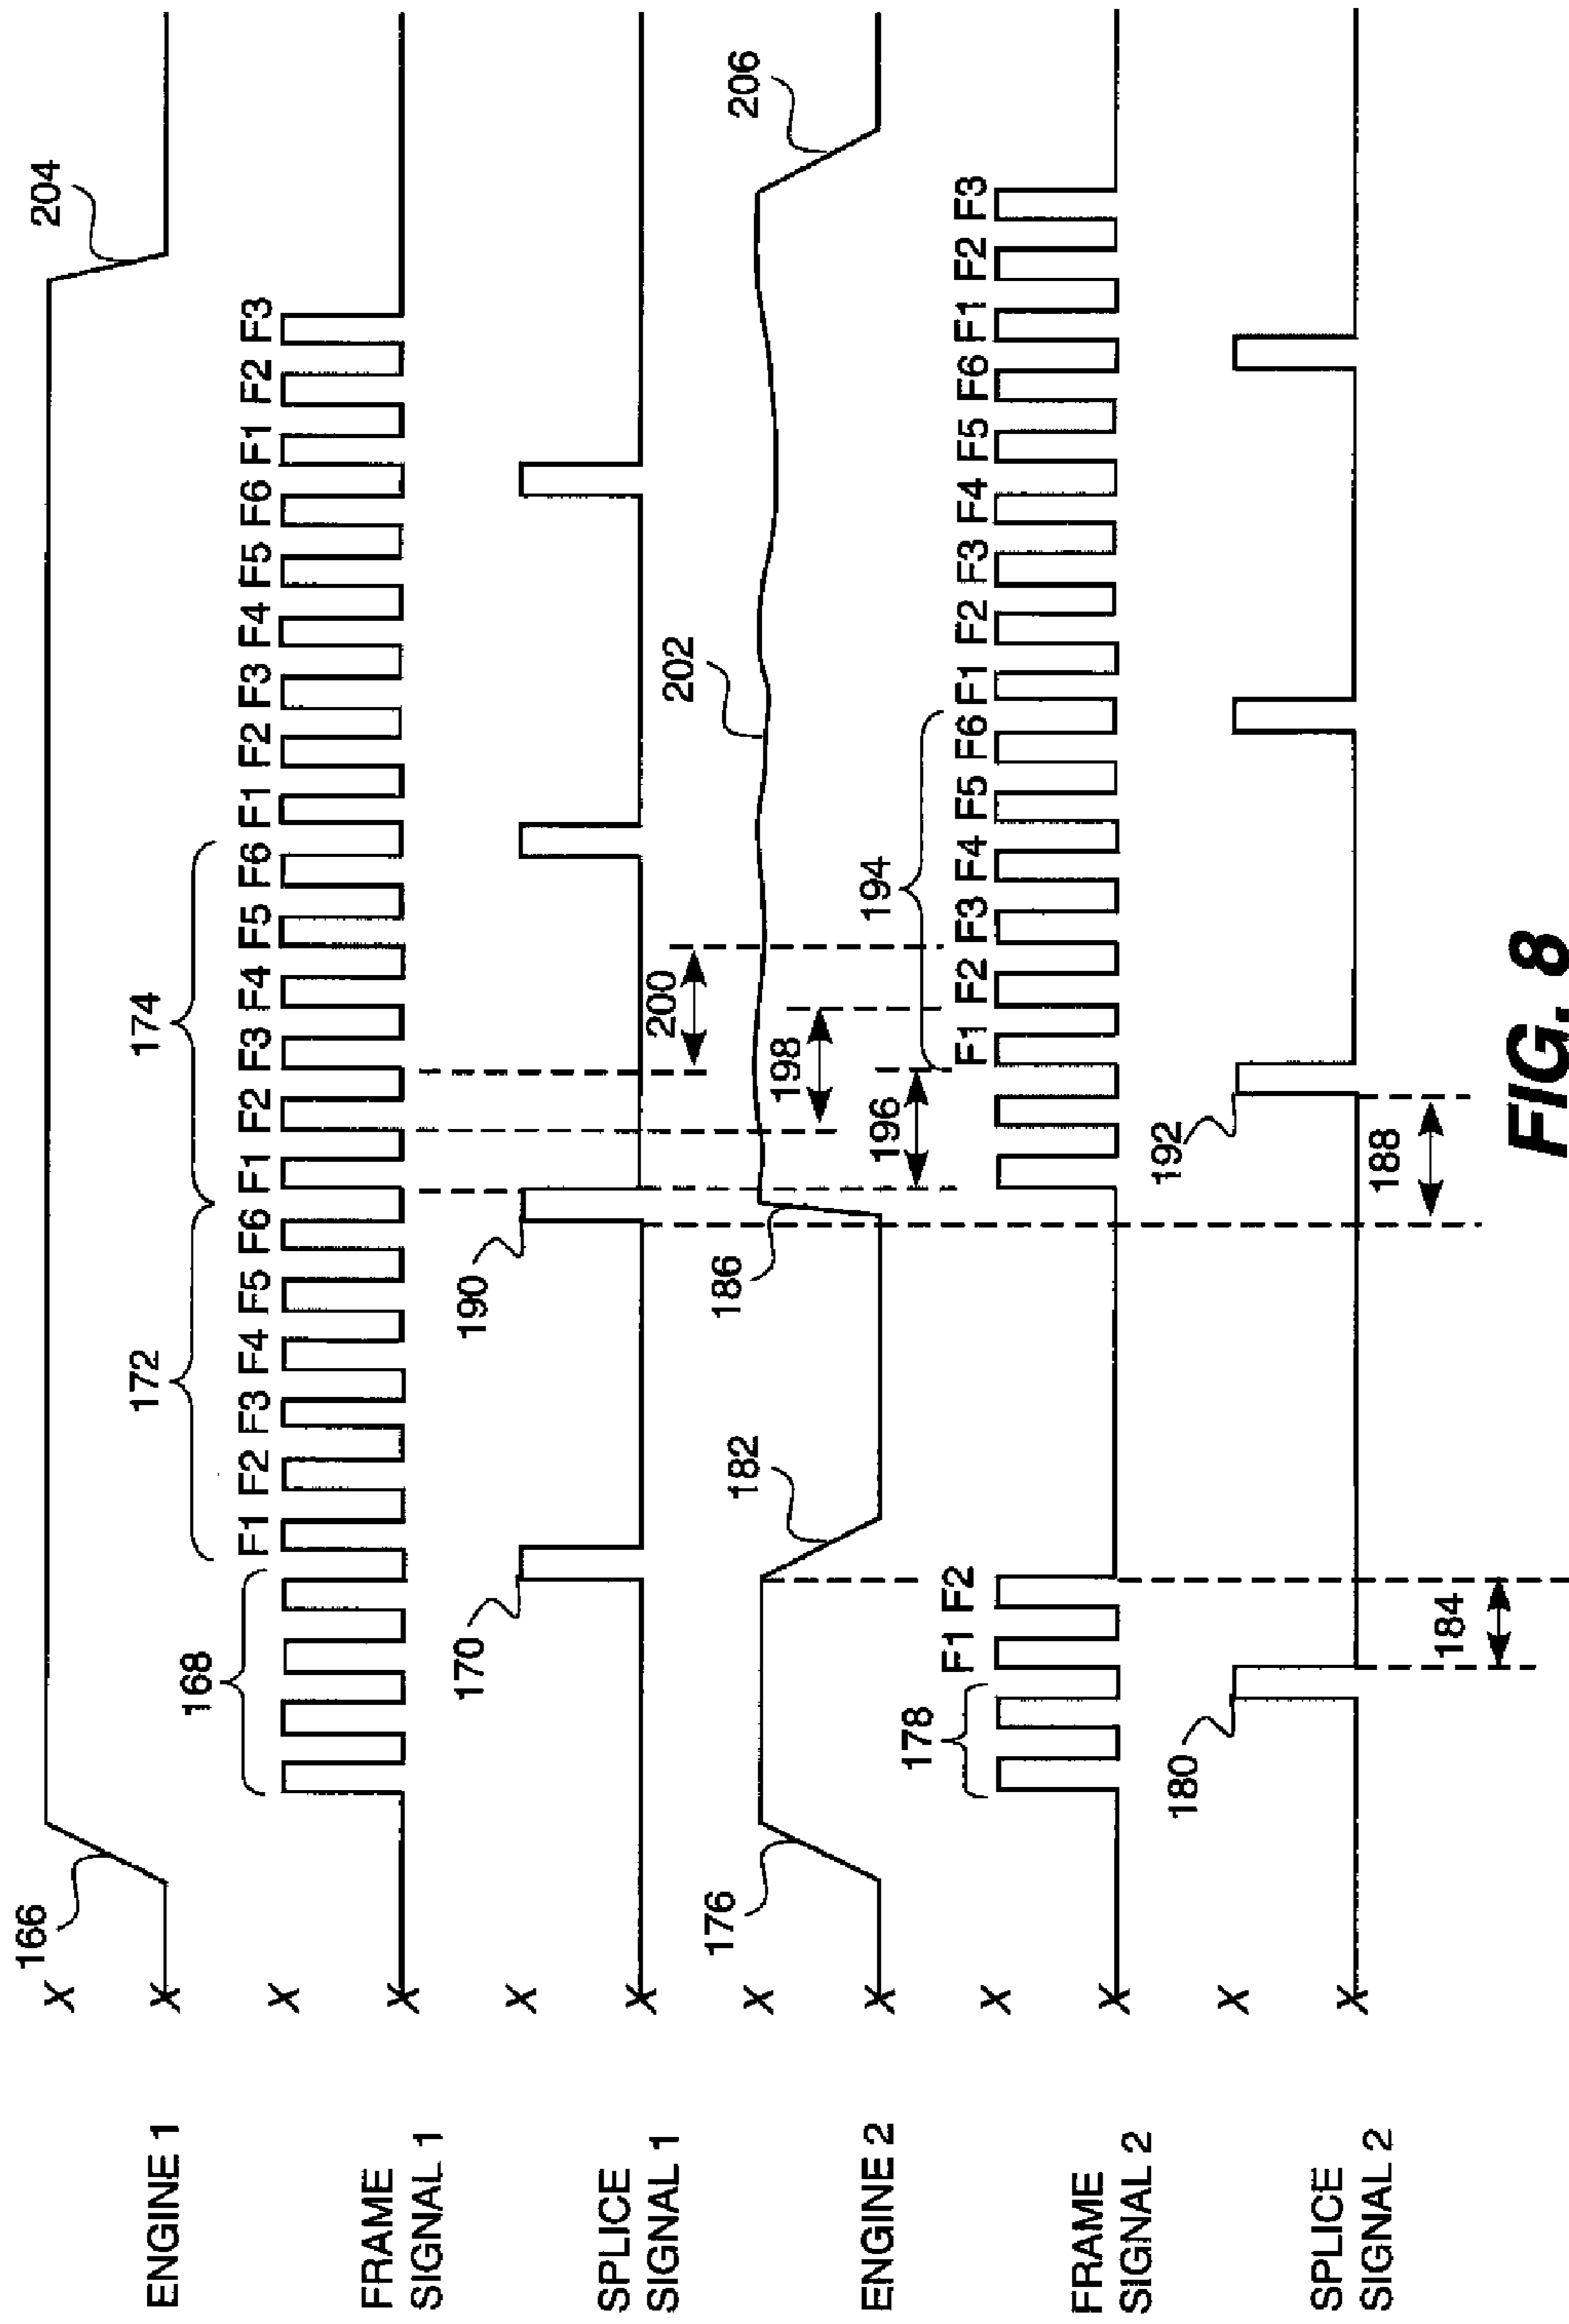 166
204
X
X
ENGINE 1
168
172
174
F1 F2 F3 F4 F5 F6 F1 F2 F3 F4 F5 F6 F1 F2 F3 F4 F5 F6 F1 F2 F3
X
X
FRAME
SIGNAL 1
170
190
X
X
SPLICE
SIGNAL 1
176
182
186
198
200
202
206
X
X
ENGINE 2
178
196
194
F1 F2
F1 F2 F3 F4 F5 F6 F1 F2 F3 F4 F5 F6 F1 F2 F3
X
X
FRAME
SIGNAL 2
180
192
X
X
SPLICE
SIGNAL 2
184
188
FIG. 8